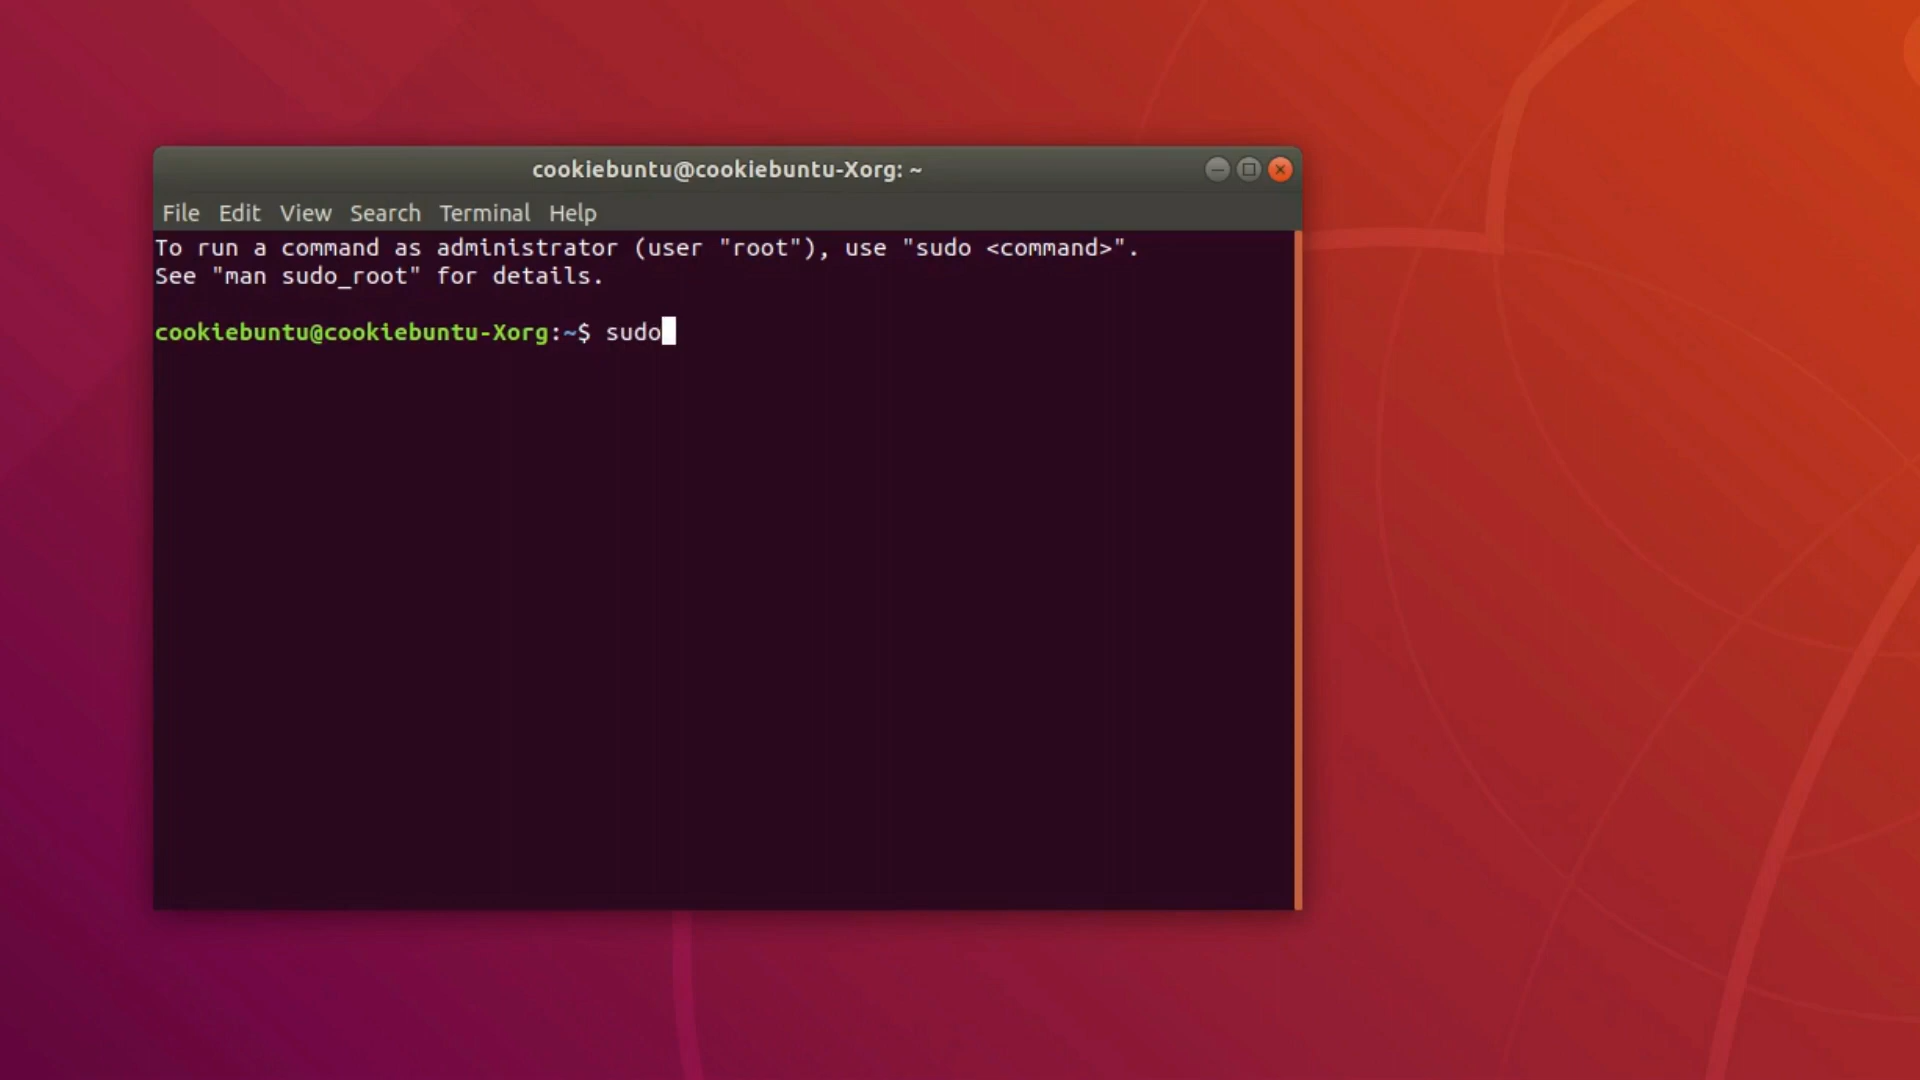 cookiebuntu@cookiebuntu-Xorg: ~
File Edit View Search Terminal Help
To run a command as administrator (user "root"), use "sudo <command>".
See "man sudo_root" for details.
cookiebuntu@cookiebuntu-Xorg:~$ sudo